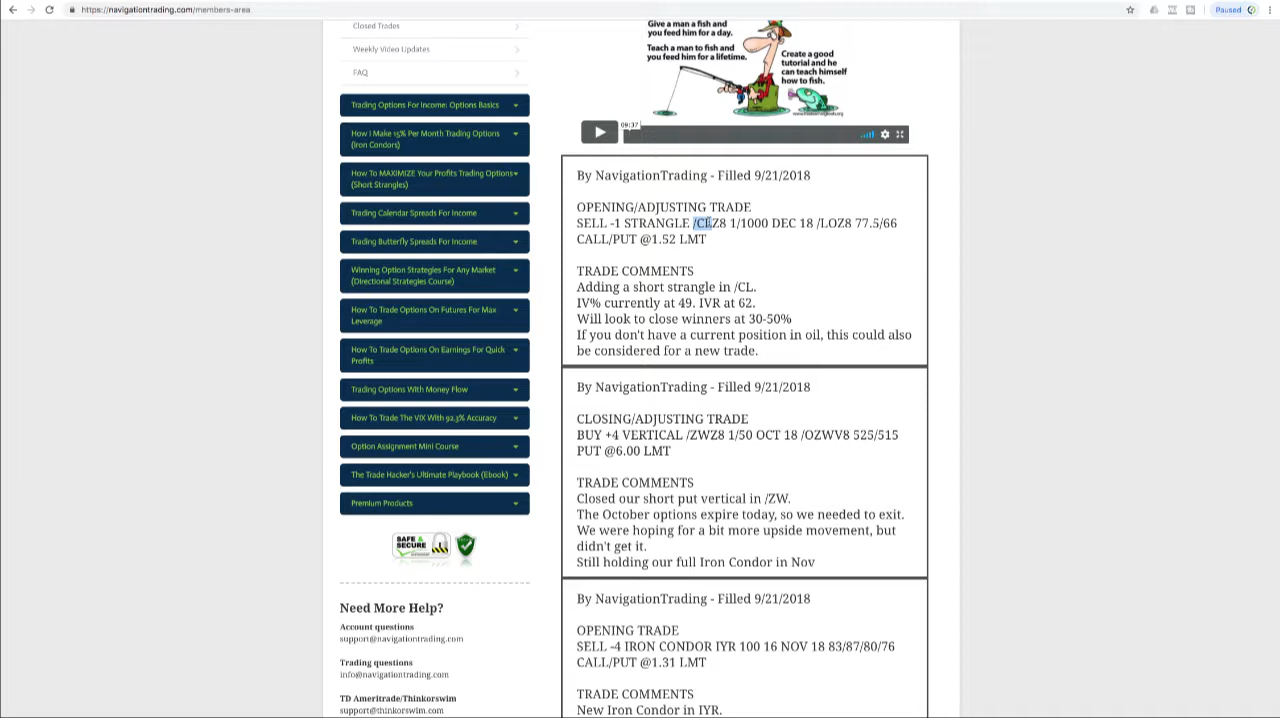 https://navigationtrading.com/members-area
Paused
Closed Trades
Weekly Video Updates
FAQ
Trading Options For Income: Options Basics
How I Make 15% Per Month Trading Options
(Iron Condors)
How To MAXIMIZE Your Profits Trading Options
(Short Strangles)
Trading Calendar Spreads For Income
Trading Butterfly Spreads For Income
Winning Option Strategies For Any Market
(Directional Strategies Course)
How To Trade Options On Futures For Max
Leverage
How To Trade Options On Earnings For Quick
Profits
Trading Options With Money Flow
How To Trade The VIX With 92.3% Accuracy
Option Assignment Mini Course
The Trade Hacker's Ultimate Playbook (Ebook)
Premium Products
SAFE &
SECURE
Need More Help?
Account questions
support@navigationtrading.com
Trading questions
info@navigationtrading.com
TD Ameritrade/Thinkorswim
support@thinkorswim.com
Give a man a fish and
you feed him for a day.
Teach a man to fish and
you feed him for a lifetime.
Create a good
tutorial and he
can teach himself
how to fish.
09:37
By NavigationTrading - Filled 9/21/2018
OPENING/ADJUSTING TRADE
SELL -1 STRANGLE /CLZ8 1/1000 DEC 18 /LOZ8 77.5/66
CALL/PUT @1.52 LMT
TRADE COMMENTS
Adding a short strangle in /CL.
IV% currently at 49. IVR at 62.
Will look to close winners at 30-50%
If you don't have a current position in oil, this could also
be considered for a new trade.
By NavigationTrading - Filled 9/21/2018
CLOSING/ADJUSTING TRADE
BUY +4 VERTICAL /ZWZ8 1/50 OCT 18 /OZWV8 525/515
PUT @6.00 LMT
TRADE COMMENTS
Closed our short put vertical in /ZW.
The October options expire today, so we needed to exit.
We were hoping for a bit more upside movement, but
didn't get it.
Still holding our full Iron Condor in Nov
By NavigationTrading - Filled 9/21/2018
OPENING TRADE
SELL -4 IRON CONDOR IYR 100 16 NOV 18 83/87/80/76
CALL/PUT @1.31 LMT
TRADE COMMENTS
New Iron Condor in IYR.